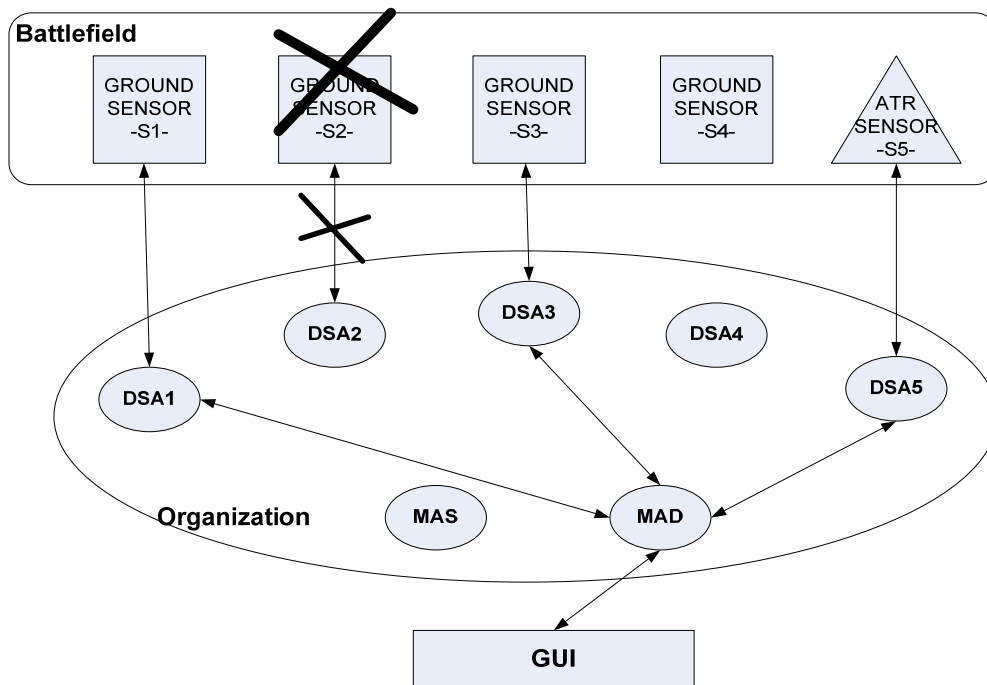 Battlefield
GROUND
SENSOR
-S1-
GROUND
SENSOR
-S2-
GROUND
SENSOR
-S3-
GROUND
SENSOR
-S4-
ATR
SENSOR
-S5-
DSA1
DSA2
DSA3
DSA4
DSA5
Organization
MAS
MAD
GUI